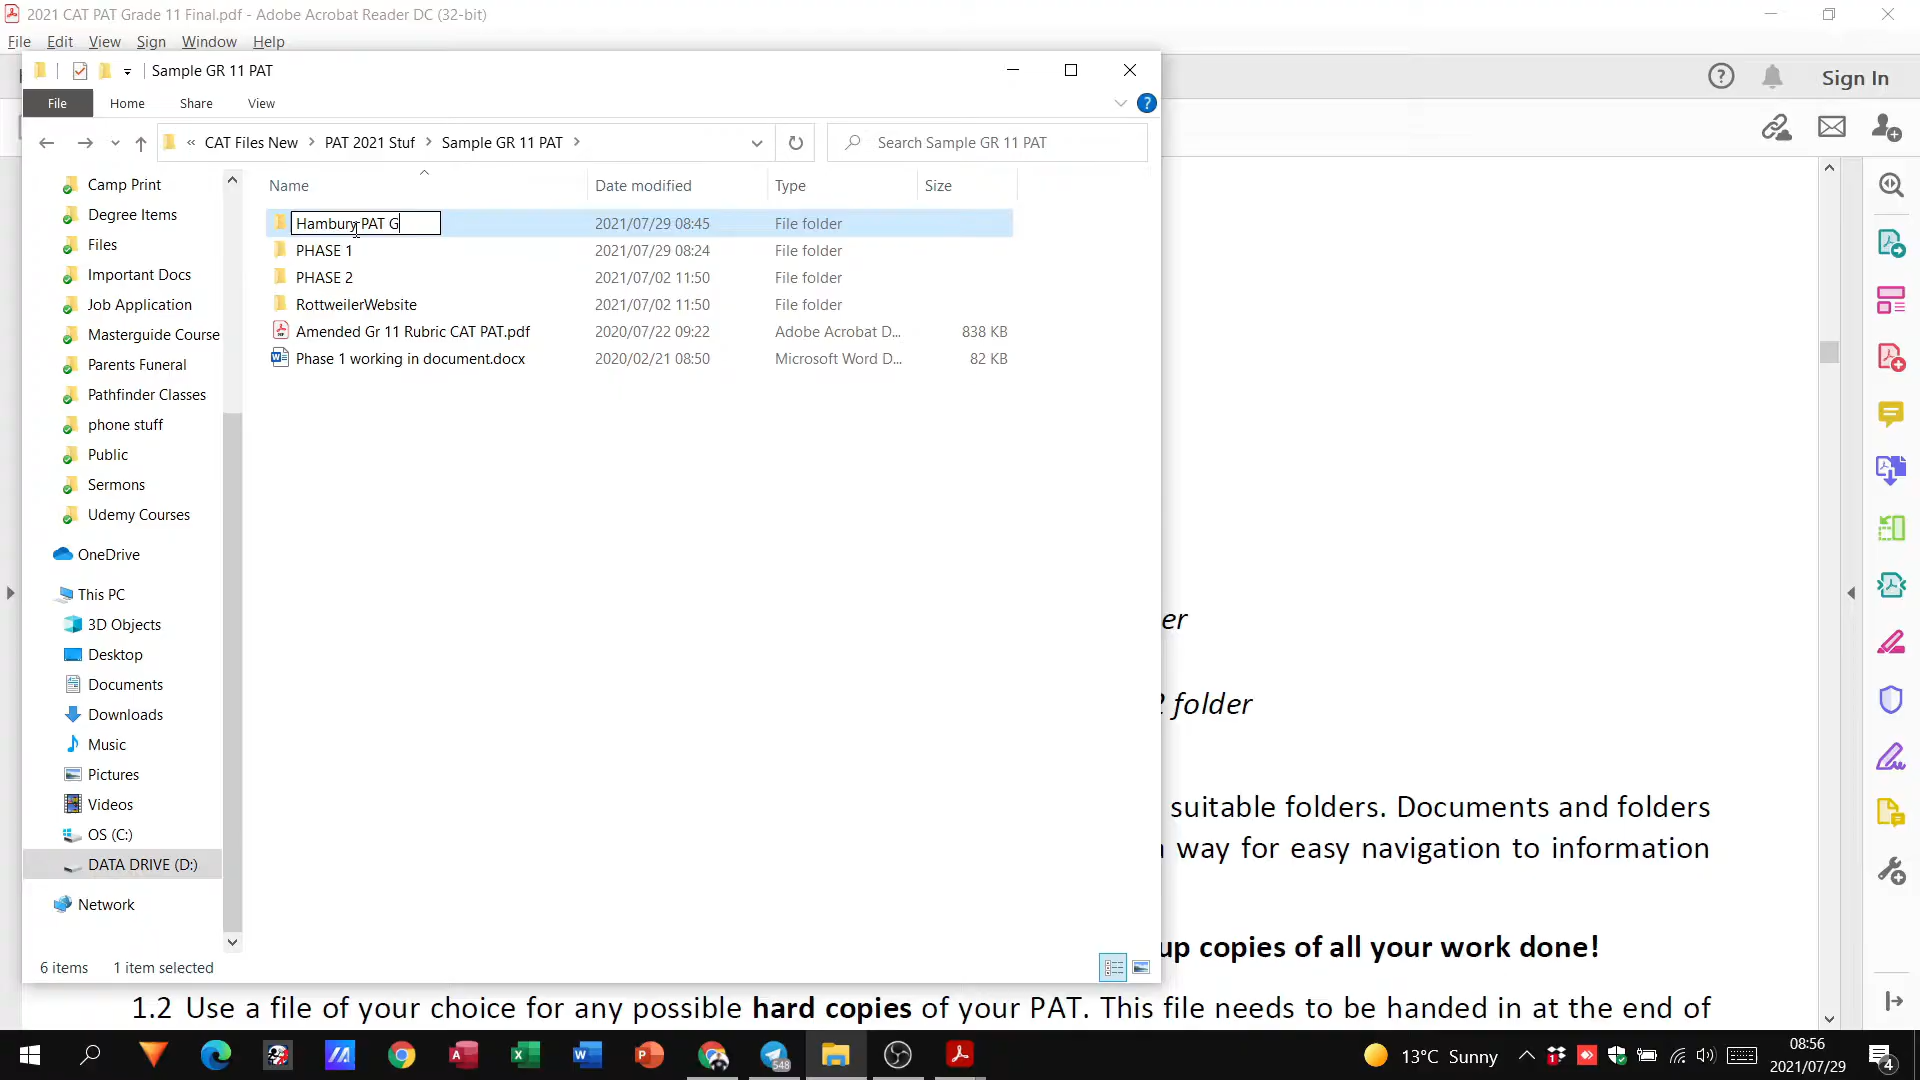 2021 CAT PAT Grade 11 Final.pdf - Adobe Acrobat Reader DC (32-bit)
File Edit View Sign Window Help
Sample GR 11 PAT
Sign In
File Home Share View
« CAT Files New > PAT 2021 Stuf > Sample GR 11 PAT >
Search Sample GR 11 PAT
Name Date modified Type Size
Hambury PAT G 2021/07/29 08:45 File folder
PHASE 1 2021/07/29 08:24 File folder
PHASE 2 2021/07/02 11:50 File folder
RottweilerWebsite 2021/07/02 11:50 File folder
Amended Gr 11 Rubric CAT PAT.pdf 2020/07/22 09:22 Adobe Acrobat D... 838 KB
Phase 1 working in document.docx 2020/02/21 08:50 Microsoft Word D... 82 KB
Camp Print
Degree Items
Files
Important Docs
Job Application
Masterguide Course
Parents Funeral
Pathfinder Classes
phone stuff
Public
Sermons
Udemy Courses
OneDrive
This PC
3D Objects
Desktop
Documents
Downloads
Music
Pictures
Videos
OS (C:)
DATA DRIVE (D:)
Network
6 items 1 item selected
er
folder
suitable folders. Documents and folders
way for easy navigation to information
up copies of all your work done!
1.2 Use a file of your choice for any possible hard copies of your PAT. This file needs to be handed in at the end of
548
13°C Sunny
08:56
2021/07/29
4